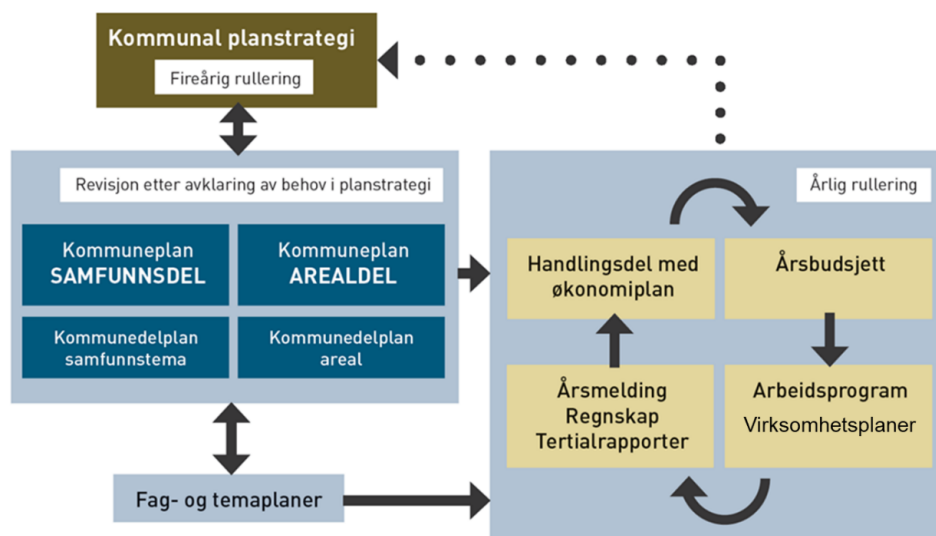 Kommunal planstrategi
Fireårig rullering
Revisjon etter avklaring av behov i planstrategi
Kommuneplan
SAMFUNNSDEL
Kommuneplan
AREALDEL
Kommunedelplan
samfunnstema
Kommunedelplan
areal
Fag- og temaplaner
Årlig rullering
Handlingsdel med
økonomiplan
Årsbudsjett
Årsmelding
Regnskap
Tertialrapporter
Arbeidsprogram
Virksomhetsplaner